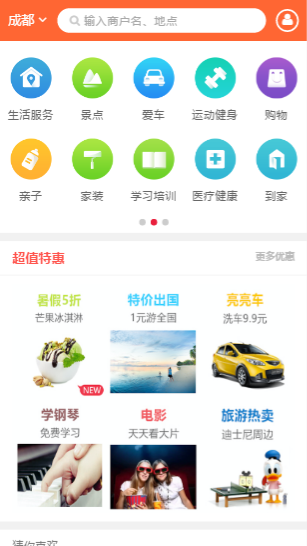 成都
输入商户名、地点
生活服务 景点 爱车 运动健身 购物
亲子 家装 学习培训 医疗健康 到家
超值特惠 更多优惠
暑假5折 特价出国 亮亮车
芒果冰淇淋 1元游全国 洗车9.9元
NEW
学钢琴 电影 旅游热卖
免费学习 天天看大片 迪士尼周边
猜你喜欢